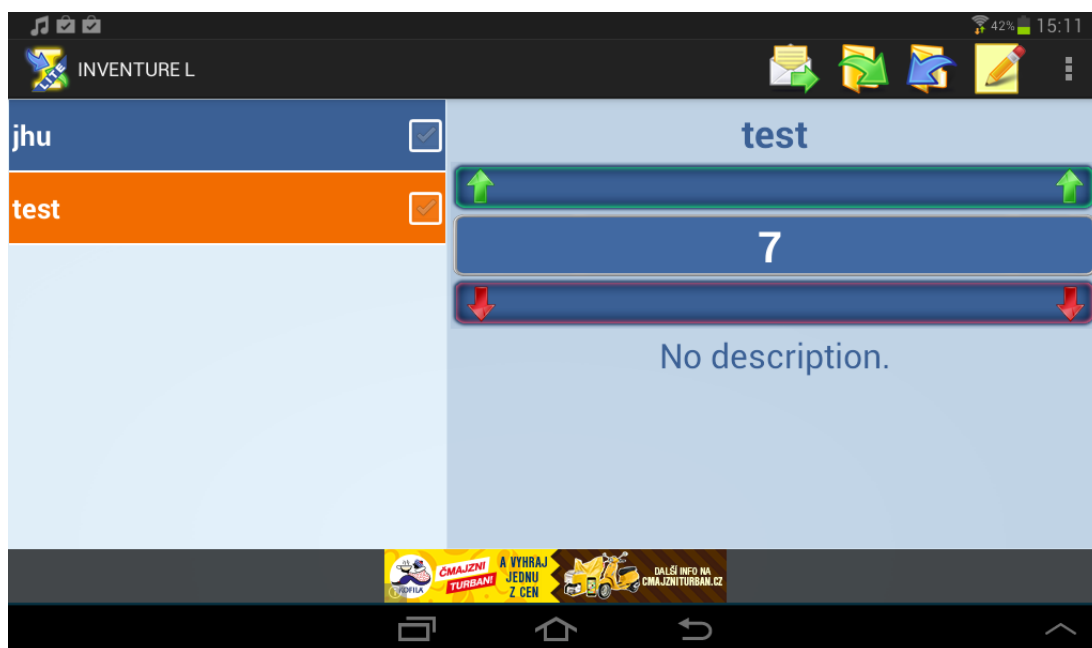 42% 15:11
LITE
INVENTURE L
jhu
test
test
7
No description.
ČMAJZNI
TURBAN!
A VYHRAJ
JEDNU
Z CEN
DALŠÍ INFO NA
CMAJZNITURBAN.CZ